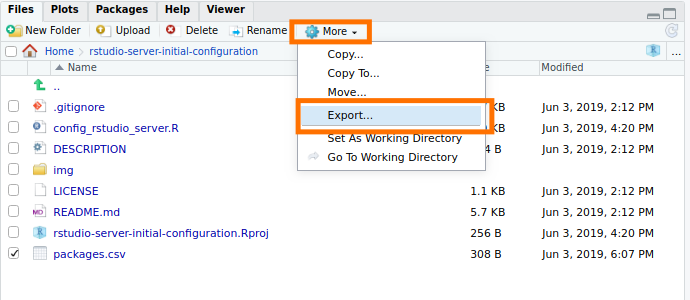 Files Plots Packages Help Viewer
New Folder Upload Delete Rename More
Home rstudio-server-initial-configuration ...
Name Modified
Copy...
Copy To...
Move...
Export...
Set As Working Directory
Go To Working Directory
..
.gitignore KB Jun 3, 2019, 2:12 PM
config_rstudio_server.R KB Jun 3, 2019, 4:20 PM
DESCRIPTION 4 B Jun 3, 2019, 2:12 PM
img
LICENSE 1.1 KB Jun 3, 2019, 2:12 PM
README.md 5.7 KB Jun 3, 2019, 2:12 PM
rstudio-server-initial-configuration.Rproj 256 B Jun 3, 2019, 4:20 PM
packages.csv 308 B Jun 3, 2019, 6:07 PM